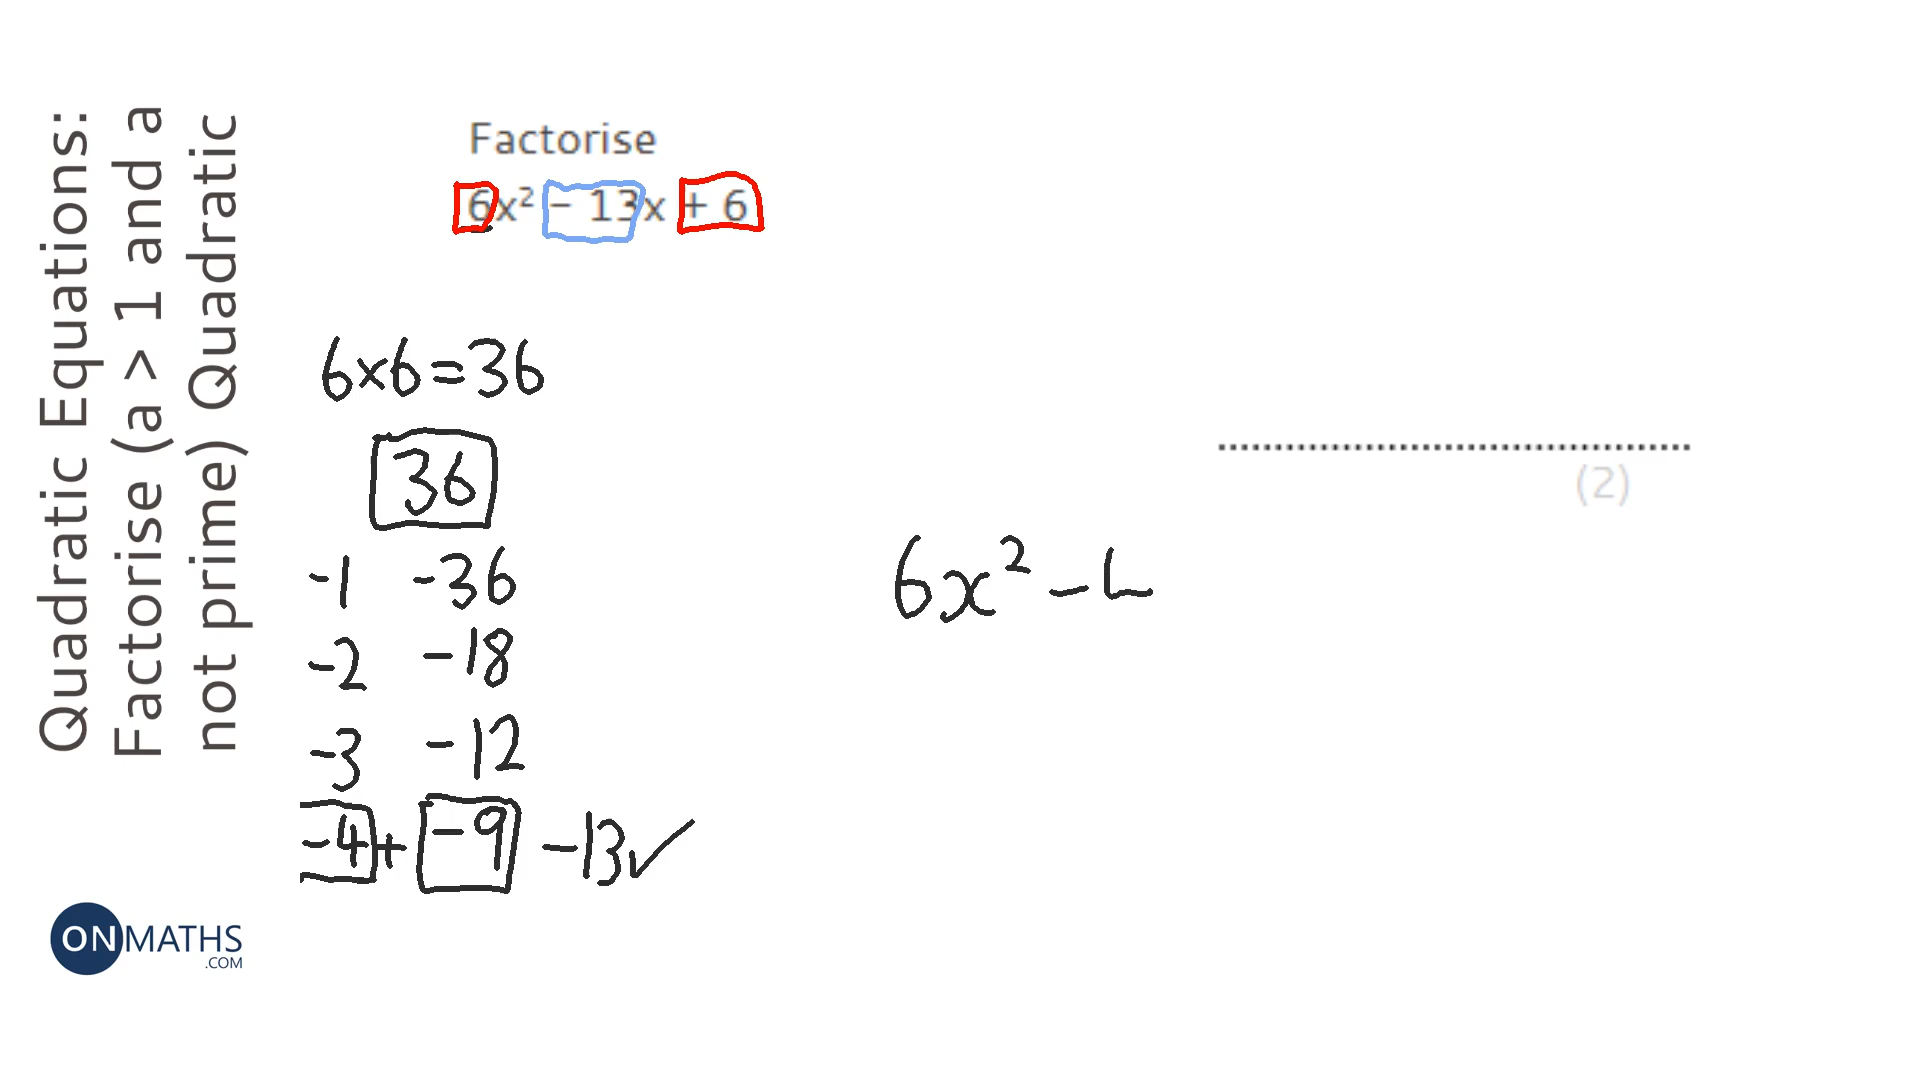 Quadratic Equations:
Factorise (a > 1 and a
not prime) Quadratic
Factorise
6x² − 13x + 6
6×6=36
36
-1 -36
-2 -18
-3 -12
-4 + -9 -13✓
(2)
6x² -
ONMATHS
.COM